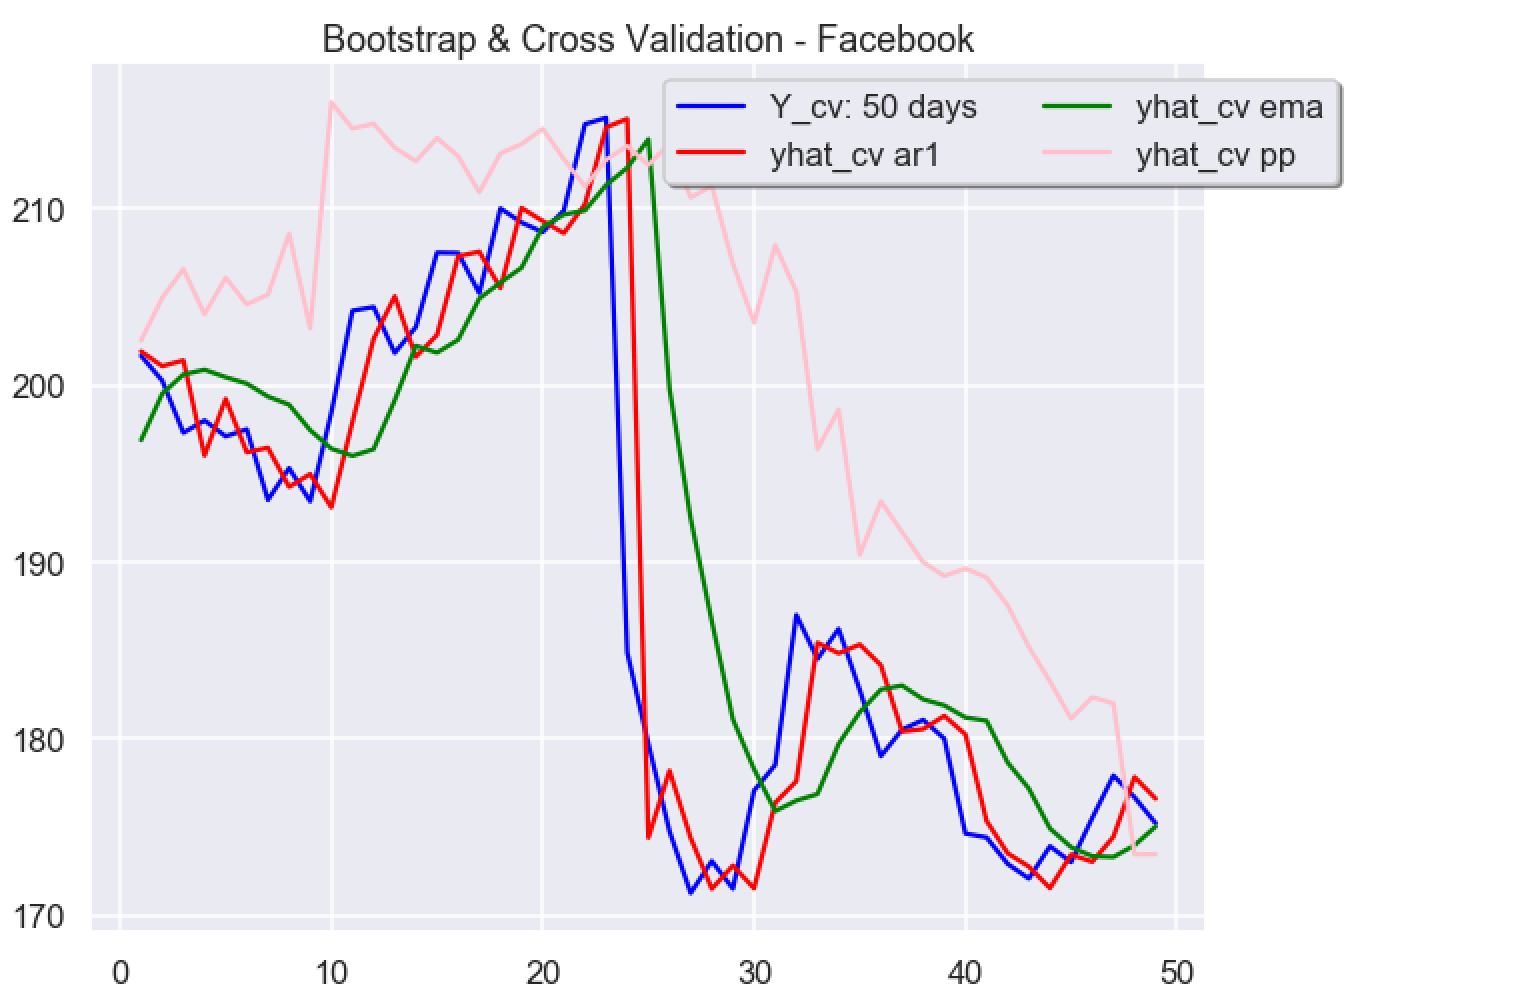 Bootstrap & Cross Validation - Facebook
Y_cv: 50 days yhat_cv ema
yhat_cv ar1 yhat_cv pp
210
200
190
180
170
0 10 20 30 40 50